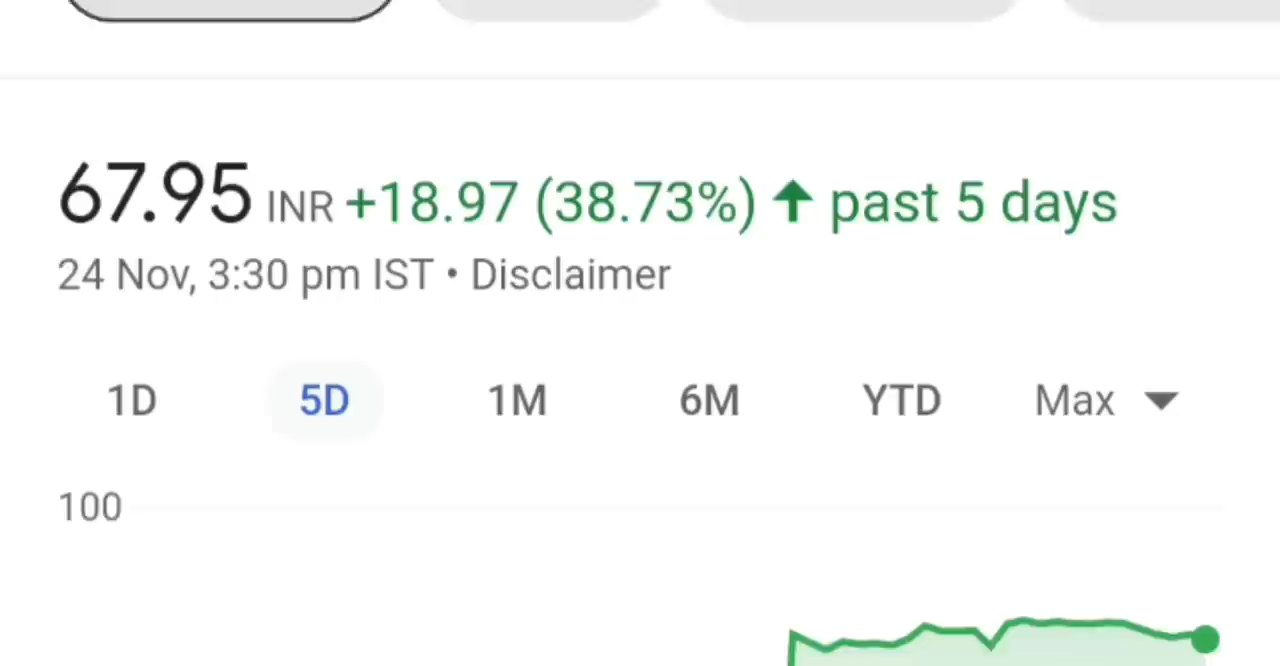 67.95 INR +18.97 (38.73%) ↑ past 5 days
24 Nov, 3:30 pm IST • Disclaimer
1D 5D 1M 6M YTD Max
100